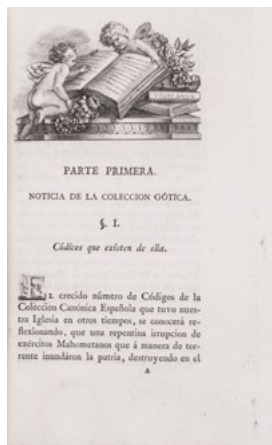 PARTE PRIMERA.
NOTICIA DE LA COLECCION GÓTICA.
§. I.
Códices que existen de ella.
EL crecido número de Códigos de la
Colección Canónica Española que tuvo nues-
tra Iglesia en otros tiempos, se conocerá re-
flexionando, que una repentina irrupcion de
exércitos Mahometanos que á manera de tor-
rente inundáron la patria, destruyendo en el
A